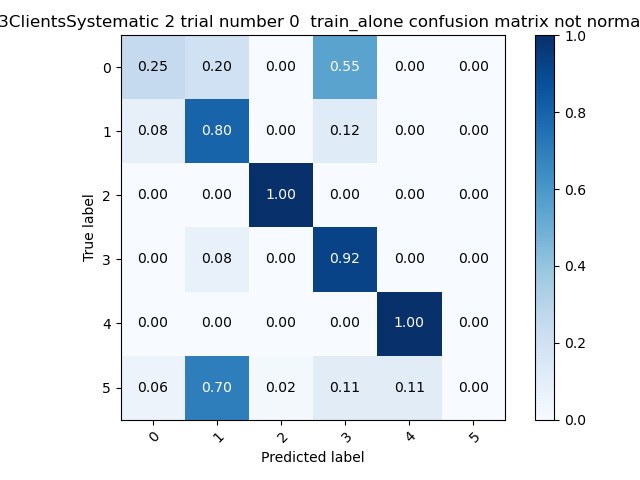 3ClientsSystematic 2 trial number 0  train_alone confusion matrix not norma
0 0.25 0.20 0.00 0.55 0.00 0.00
1 0.08 0.80 0.00 0.12 0.00 0.00
2 0.00 0.00 1.00 0.00 0.00 0.00
3 0.00 0.08 0.00 0.92 0.00 0.00
4 0.00 0.00 0.00 0.00 1.00 0.00
5 0.06 0.70 0.02 0.11 0.11 0.00
0 1 2 3 4 5
True label
Predicted label
1.0
0.8
0.6
0.4
0.2
0.0